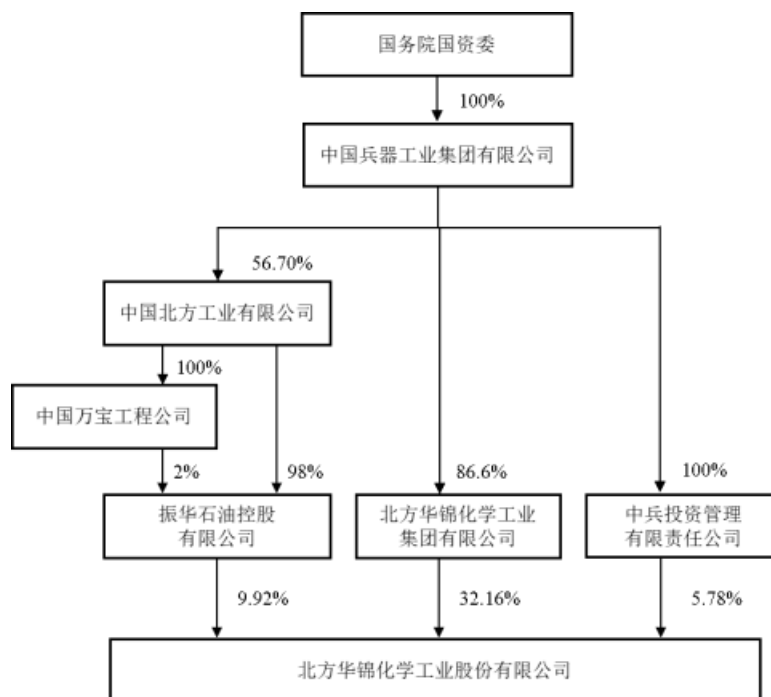 国务院国资委
100%
中国兵器工业集团有限公司
56.70%
中国北方工业有限公司
100%
中国万宝工程公司
2%
98%
86.6%
100%
振华石油控股
有限公司
北方华锦化学工业
集团有限公司
中兵投资管理
有限责任公司
9.92%
32.16%
5.78%
北方华锦化学工业股份有限公司